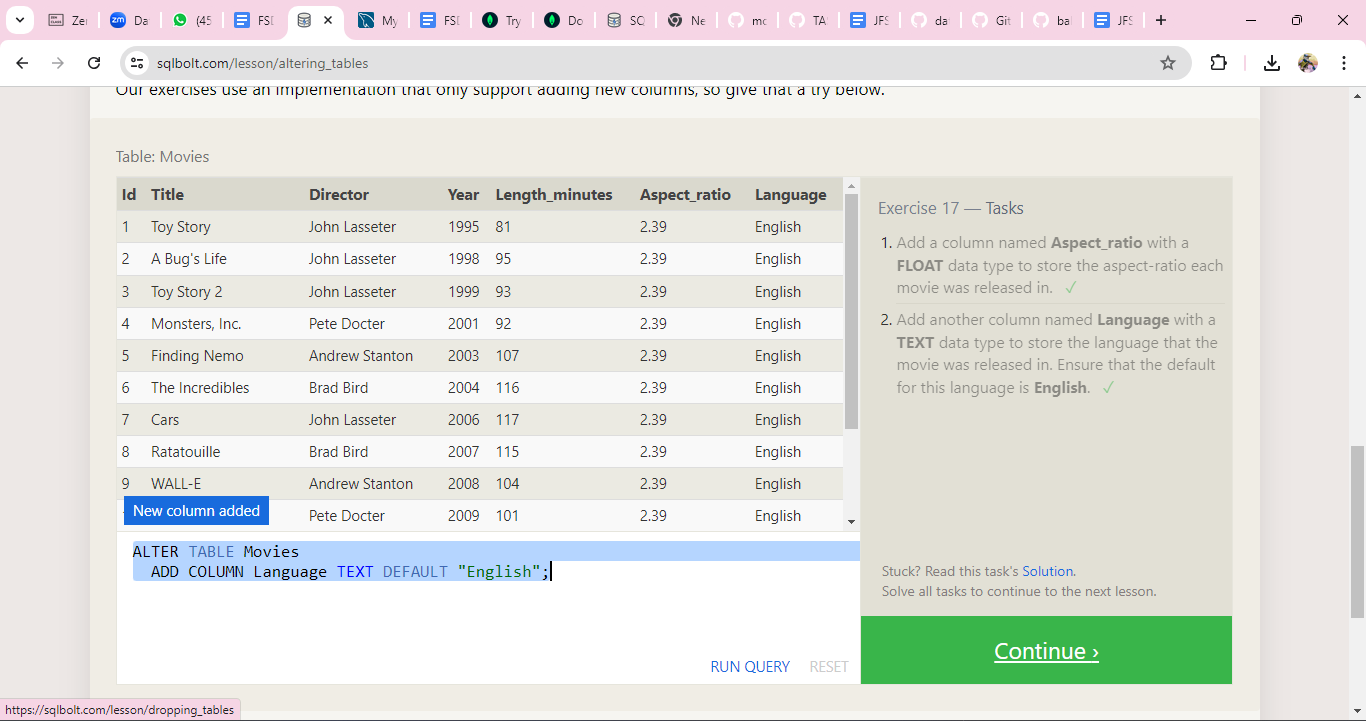 Zer
zm
Da
(45
FSD
My
FSD
Try
Do
SQ
Ne
mo
TAS
JFS
da
Git
bal
JFS
sqlbolt.com/lesson/altering_tables
Our exercises use an implementation that only support adding new columns, so give that a try below.
Table: Movies
Id Title Director Year Length_minutes Aspect_ratio Language
1 Toy Story John Lasseter 1995 81 2.39 English
2 A Bug's Life John Lasseter 1998 95 2.39 English
3 Toy Story 2 John Lasseter 1999 93 2.39 English
4 Monsters, Inc. Pete Docter 2001 92 2.39 English
5 Finding Nemo Andrew Stanton 2003 107 2.39 English
6 The Incredibles Brad Bird 2004 116 2.39 English
7 Cars John Lasseter 2006 117 2.39 English
8 Ratatouille Brad Bird 2007 115 2.39 English
9 WALL-E Andrew Stanton 2008 104 2.39 English
Pete Docter 2009 101 2.39 English
New column added
ALTER TABLE Movies
ADD COLUMN Language TEXT DEFAULT "English";
RUN QUERY RESET
Exercise 17 — Tasks
1. Add a column named Aspect_ratio with a
FLOAT data type to store the aspect-ratio each
movie was released in. ✓
2. Add another column named Language with a
TEXT data type to store the language that the
movie was released in. Ensure that the default
for this language is English. ✓
Stuck? Read this task's Solution.
Solve all tasks to continue to the next lesson.
Continue ›
https://sqlbolt.com/lesson/dropping_tables